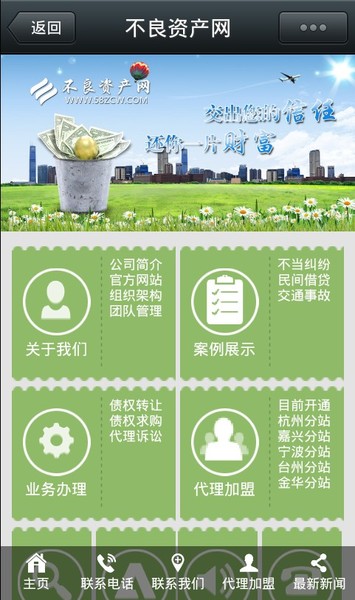 返回
不良资产网
不良资产网
WWW.58ZCW.COM
交出您的信任
还你一片财富
公司简介
官方网站
组织架构
团队管理
关于我们
不当纠纷
民间借贷
交通事故
案例展示
债权转让
债权求购
代理诉讼
业务办理
目前开通
杭州分站
嘉兴分站
宁波分站
台州分站
金华分站
代理加盟
主页
联系电话
联系我们
代理加盟
最新新闻